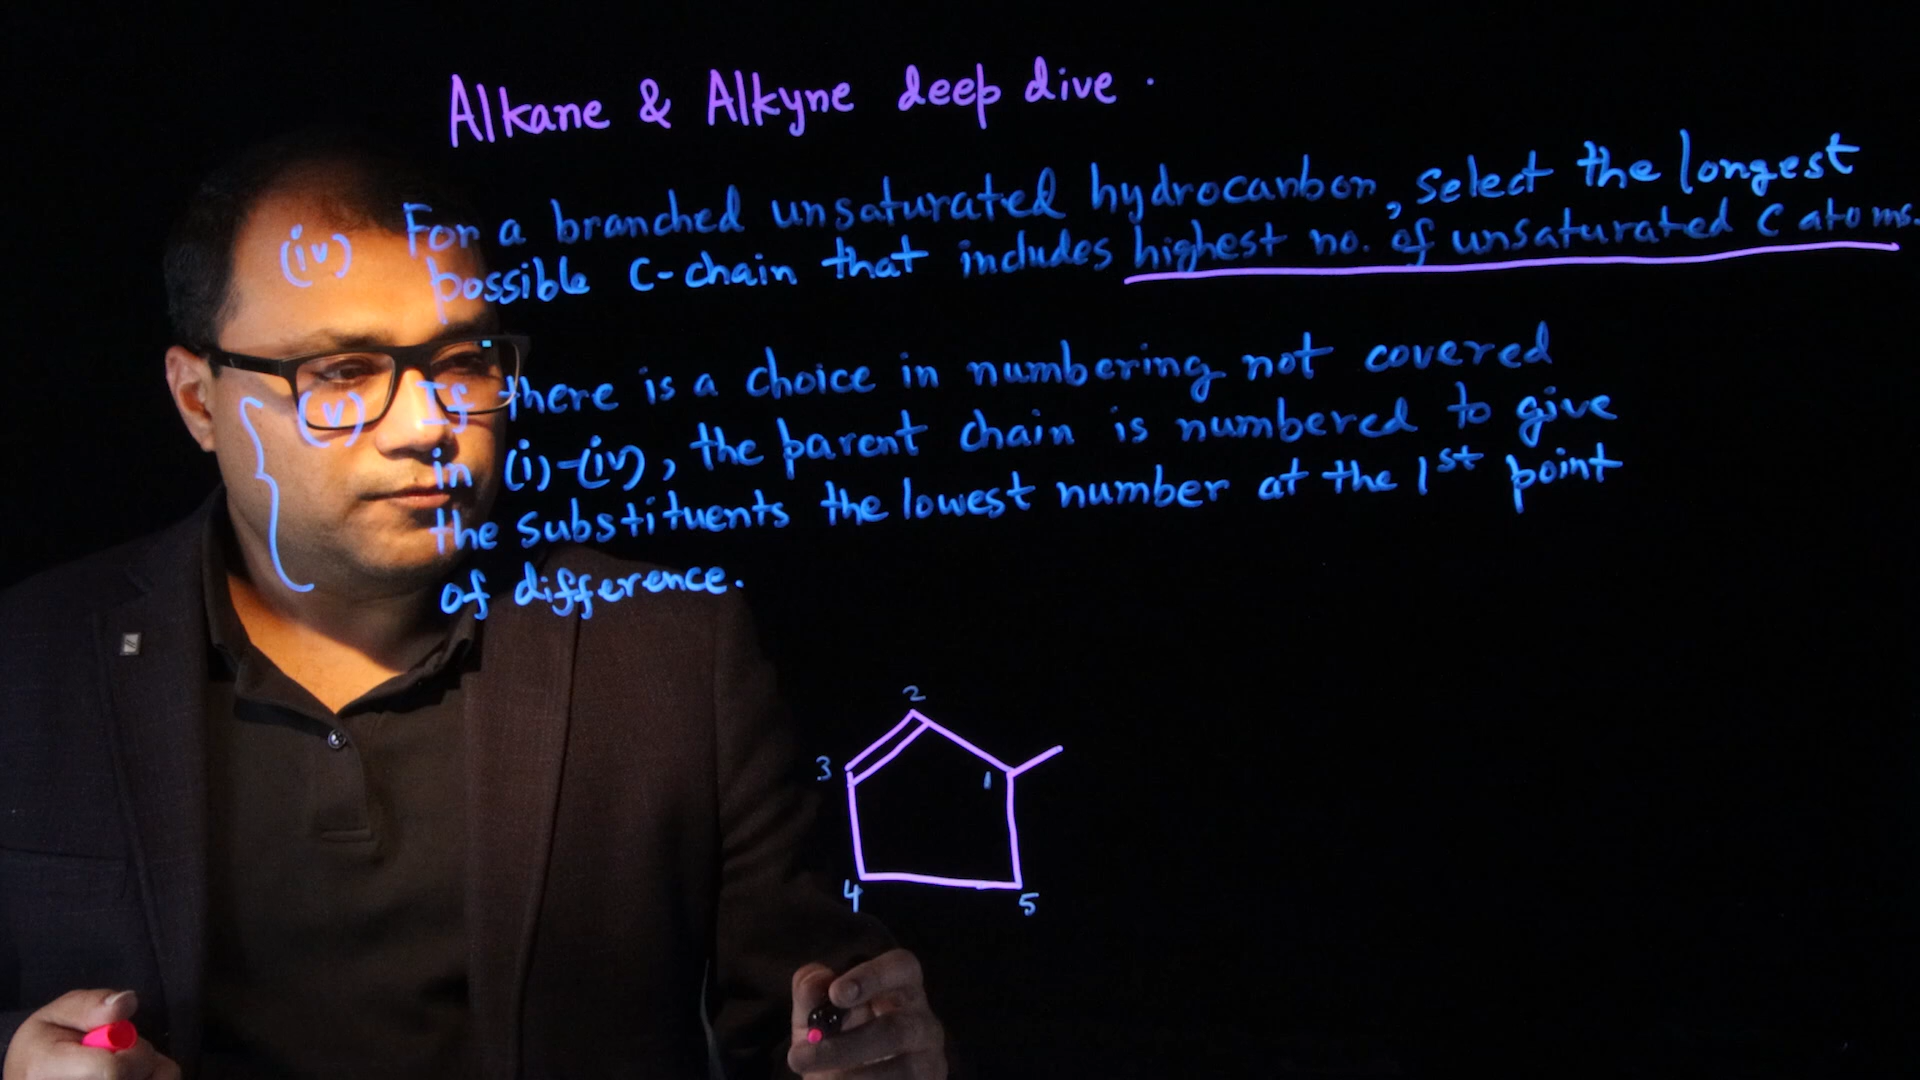 Alkane & Alkyne deep dive.
(iv) For a branched unsaturated hydrocarbon, select the longest
possible C-chain that includes highest no. of unsaturated C atoms.
(v) If there is a choice in numbering not covered
in (i)-(iv), the parent chain is numbered to give
the substituents the lowest number at the 1st point
of difference.
2
3
1
4
5